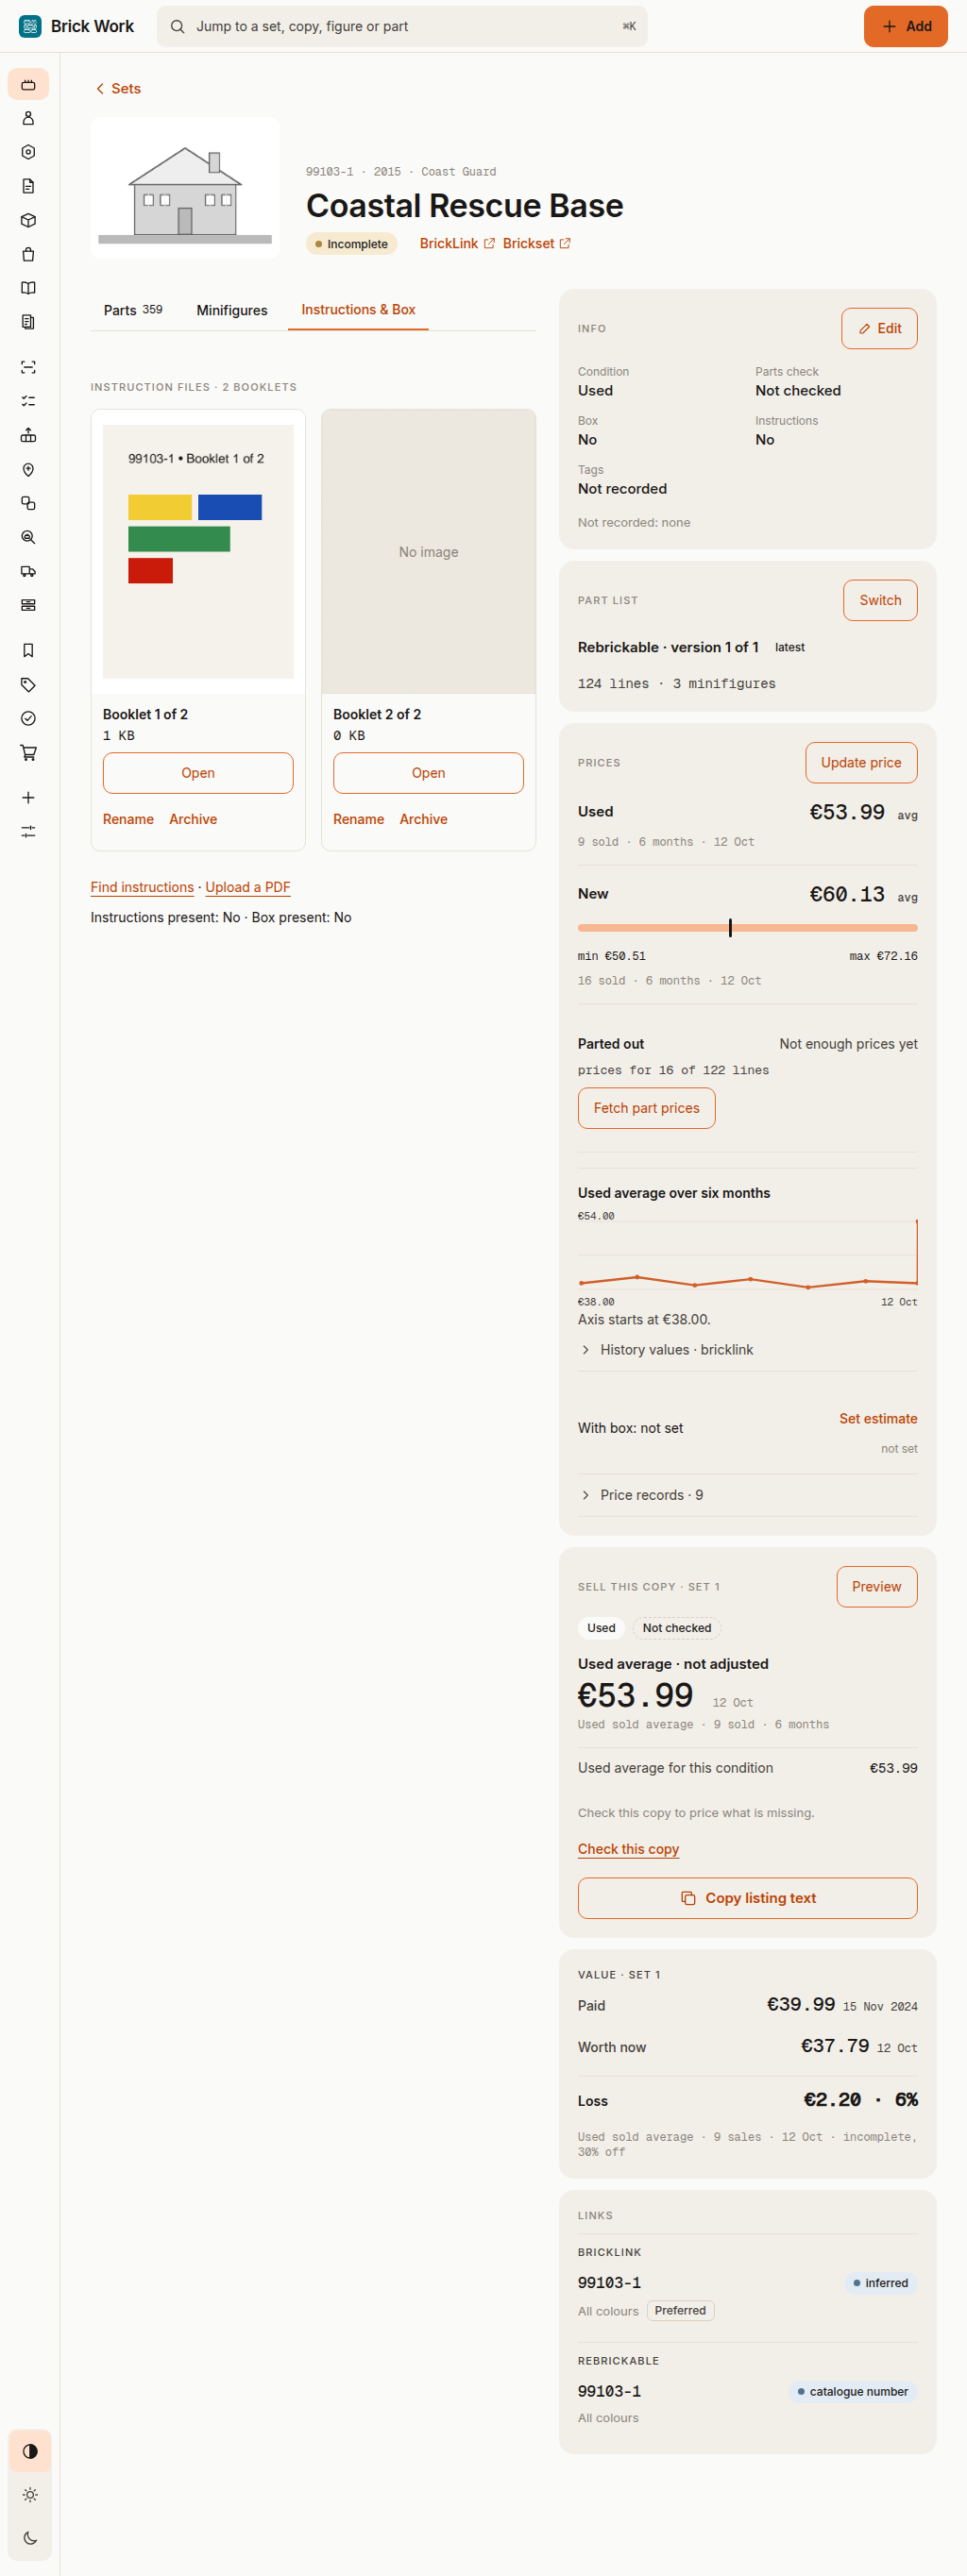 Brick Work
Jump to a set, copy, figure or part
⌘K
Add
Sets
99103-1 · 2015 · Coast Guard
Coastal Rescue Base
Incomplete
BrickLink
Brickset
Parts 359
Minifigures
Instructions & Box
INSTRUCTION FILES · 2 BOOKLETS
99103-1 • Booklet 1 of 2
Booklet 1 of 2
1 KB
Open
Rename
Archive
No image
Booklet 2 of 2
0 KB
Open
Rename
Archive
Find instructions · Upload a PDF
Instructions present: No · Box present: No
INFO
Edit
Condition
Used
Parts check
Not checked
Box
No
Instructions
No
Tags
Not recorded
Not recorded: none
PART LIST
Switch
Rebrickable · version 1 of 1 latest
124 lines · 3 minifigures
PRICES
Update price
Used
€53.99 avg
9 sold · 6 months · 12 Oct
New
€60.13 avg
min €50.51
max €72.16
16 sold · 6 months · 12 Oct
Parted out
Not enough prices yet
prices for 16 of 122 lines
Fetch part prices
Used average over six months
€54.00
€38.00
12 Oct
Axis starts at €38.00.
History values · bricklink
With box: not set
Set estimate
not set
Price records · 9
SELL THIS COPY · SET 1
Preview
Used
Not checked
Used average · not adjusted
€53.99 12 Oct
Used sold average · 9 sold · 6 months
Used average for this condition
€53.99
Check this copy to price what is missing.
Check this copy
Copy listing text
VALUE · SET 1
Paid
€39.99 15 Nov 2024
Worth now
€37.79 12 Oct
Loss
€2.20 · 6%
Used sold average · 9 sales · 12 Oct · incomplete,
30% off
LINKS
BRICKLINK
99103-1
inferred
All colours
Preferred
REBRICKABLE
99103-1
catalogue number
All colours